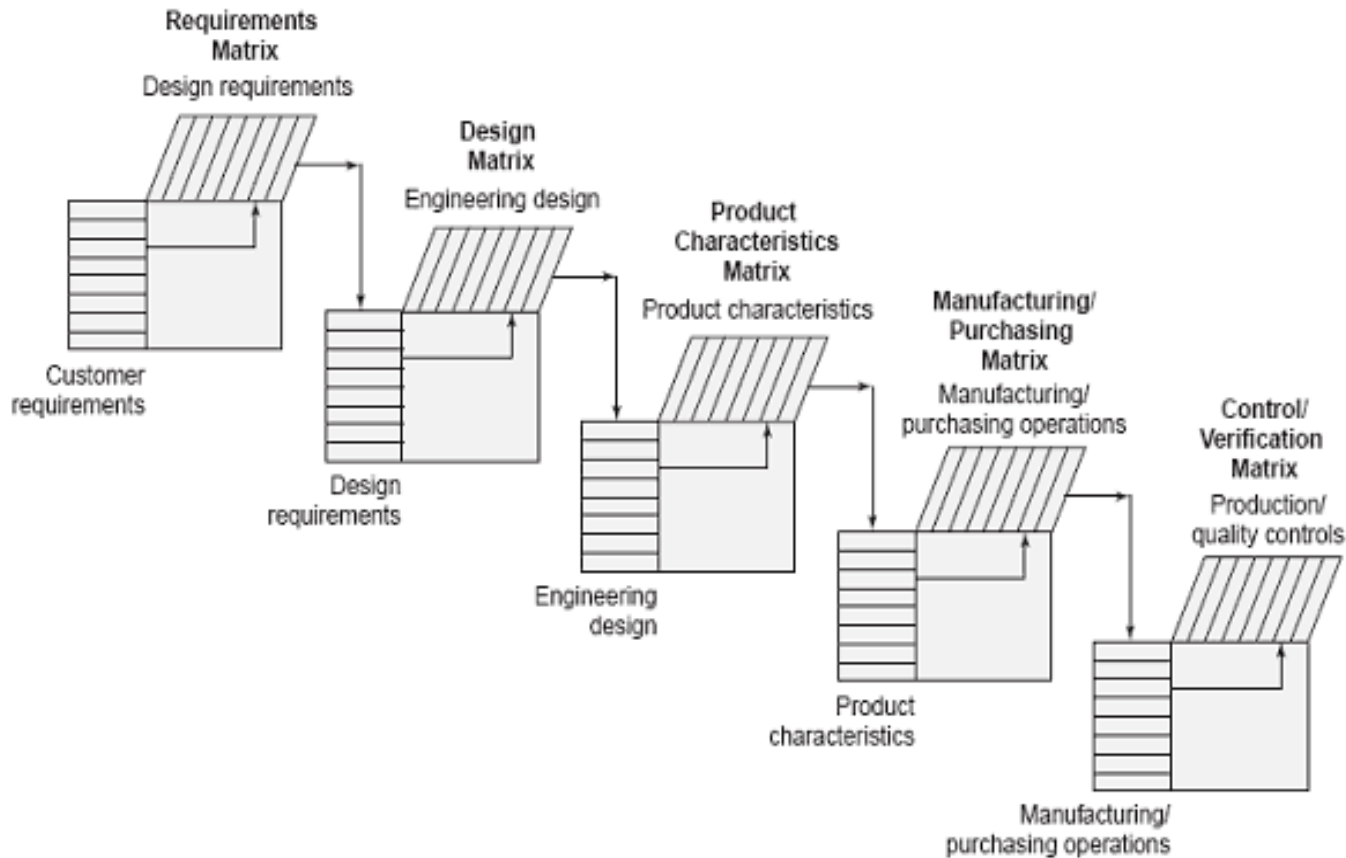 Requirements
Matrix
Design requirements
Customer
requirements
Design
Matrix
Engineering design
Design
requirements
Product
Characteristics
Matrix
Product characteristics
Engineering
design
Manufacturing/
Purchasing
Matrix
Manufacturing/
purchasing operations
Product
characteristics
Control/
Verification
Matrix
Production/
quality controls
Manufacturing/
purchasing operations